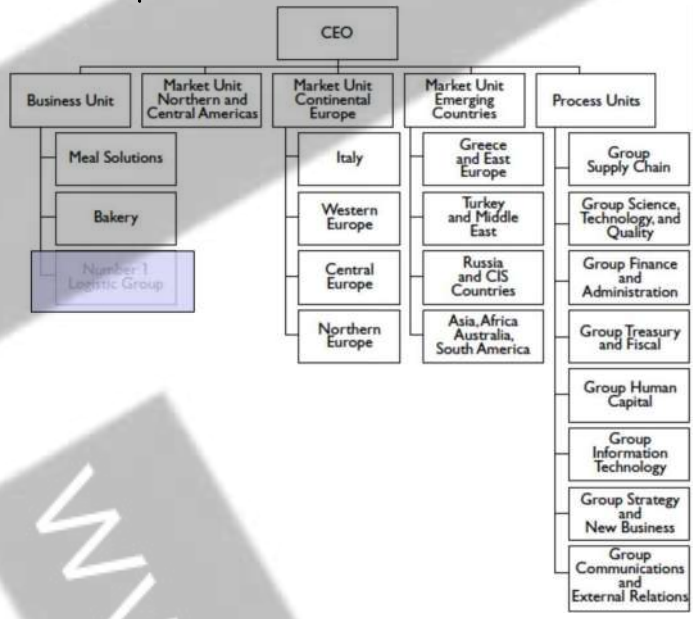 CEO
Business Unit
Market Unit
Northern and
Central Americas
Market Unit
Continental
Europe
Market Unit
Emerging
Countries
Process Units
Meal Solutions
Bakery
Number 1
Logistic Group
Italy
Western
Europe
Central
Europe
Northern
Europe
Greece
and East
Europe
Turkey
and Middle
East
Russia
and CIS
Countries
Asia, Africa
Australia,
South America
Group
Supply Chain
Group Science,
Technology, and
Quality
Group Finance
and
Administration
Group Treasury
and Fiscal
Group Human
Capital
Group
Information
Technology
Group Strategy
and
New Business
Group
Communications
and
External Relations